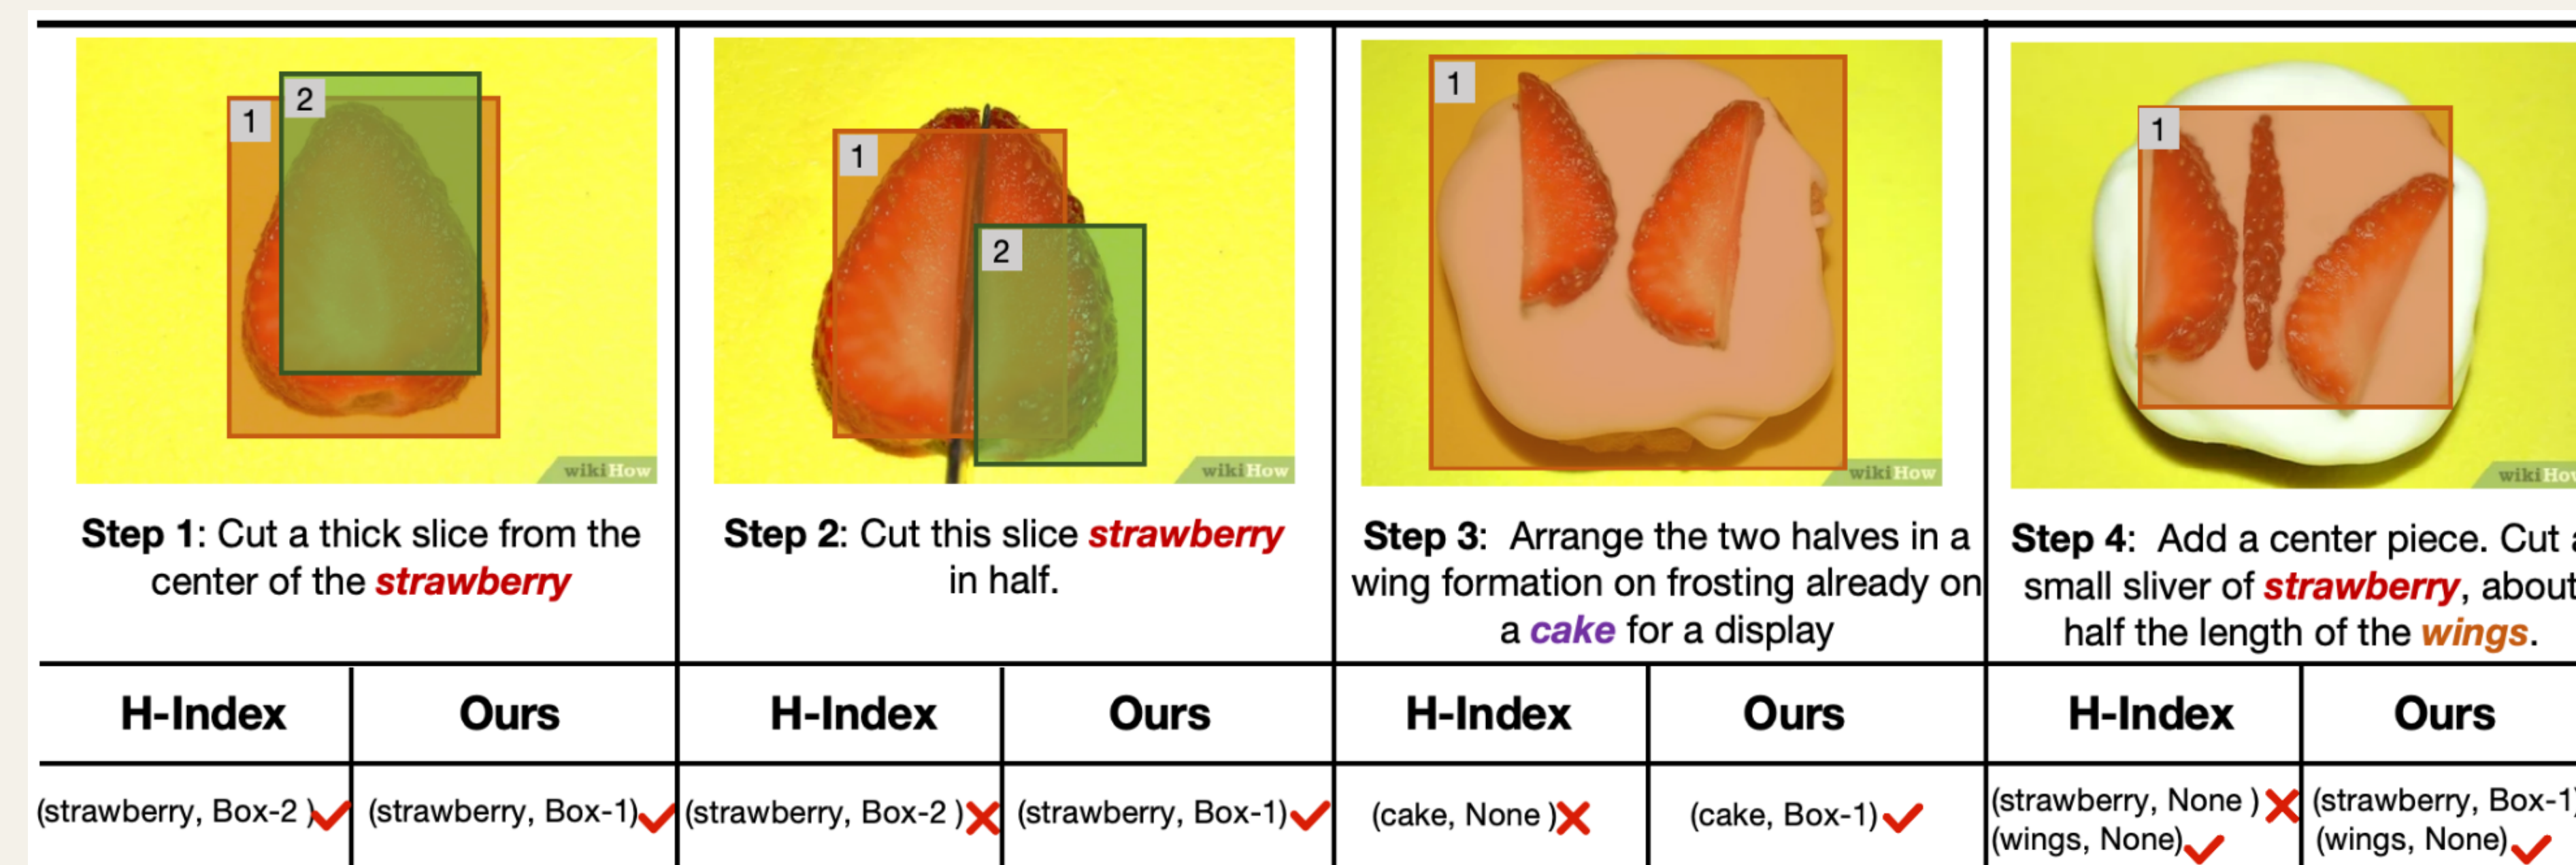 1
2
wikiHow
1
2
wikiHow
1
wikiHow
1
wikiHow
Step 1: Cut a thick slice from the
center of the strawberry
Step 2: Cut this slice strawberry
in half.
Step 3: Arrange the two halves in a
wing formation on frosting already on
a cake for a display
Step 4: Add a center piece. Cut a
small sliver of strawberry, about
half the length of the wings.
H-Index Ours H-Index Ours H-Index Ours H-Index Ours
(strawberry, Box-2 )✓ (strawberry, Box-1)✓ (strawberry, Box-2 )✗ (strawberry, Box-1)✓ (cake, None )✗ (cake, Box-1)✓ (strawberry, None )✗ (strawberry, Box-1)
(wings, None)✓ (wings, None)✓